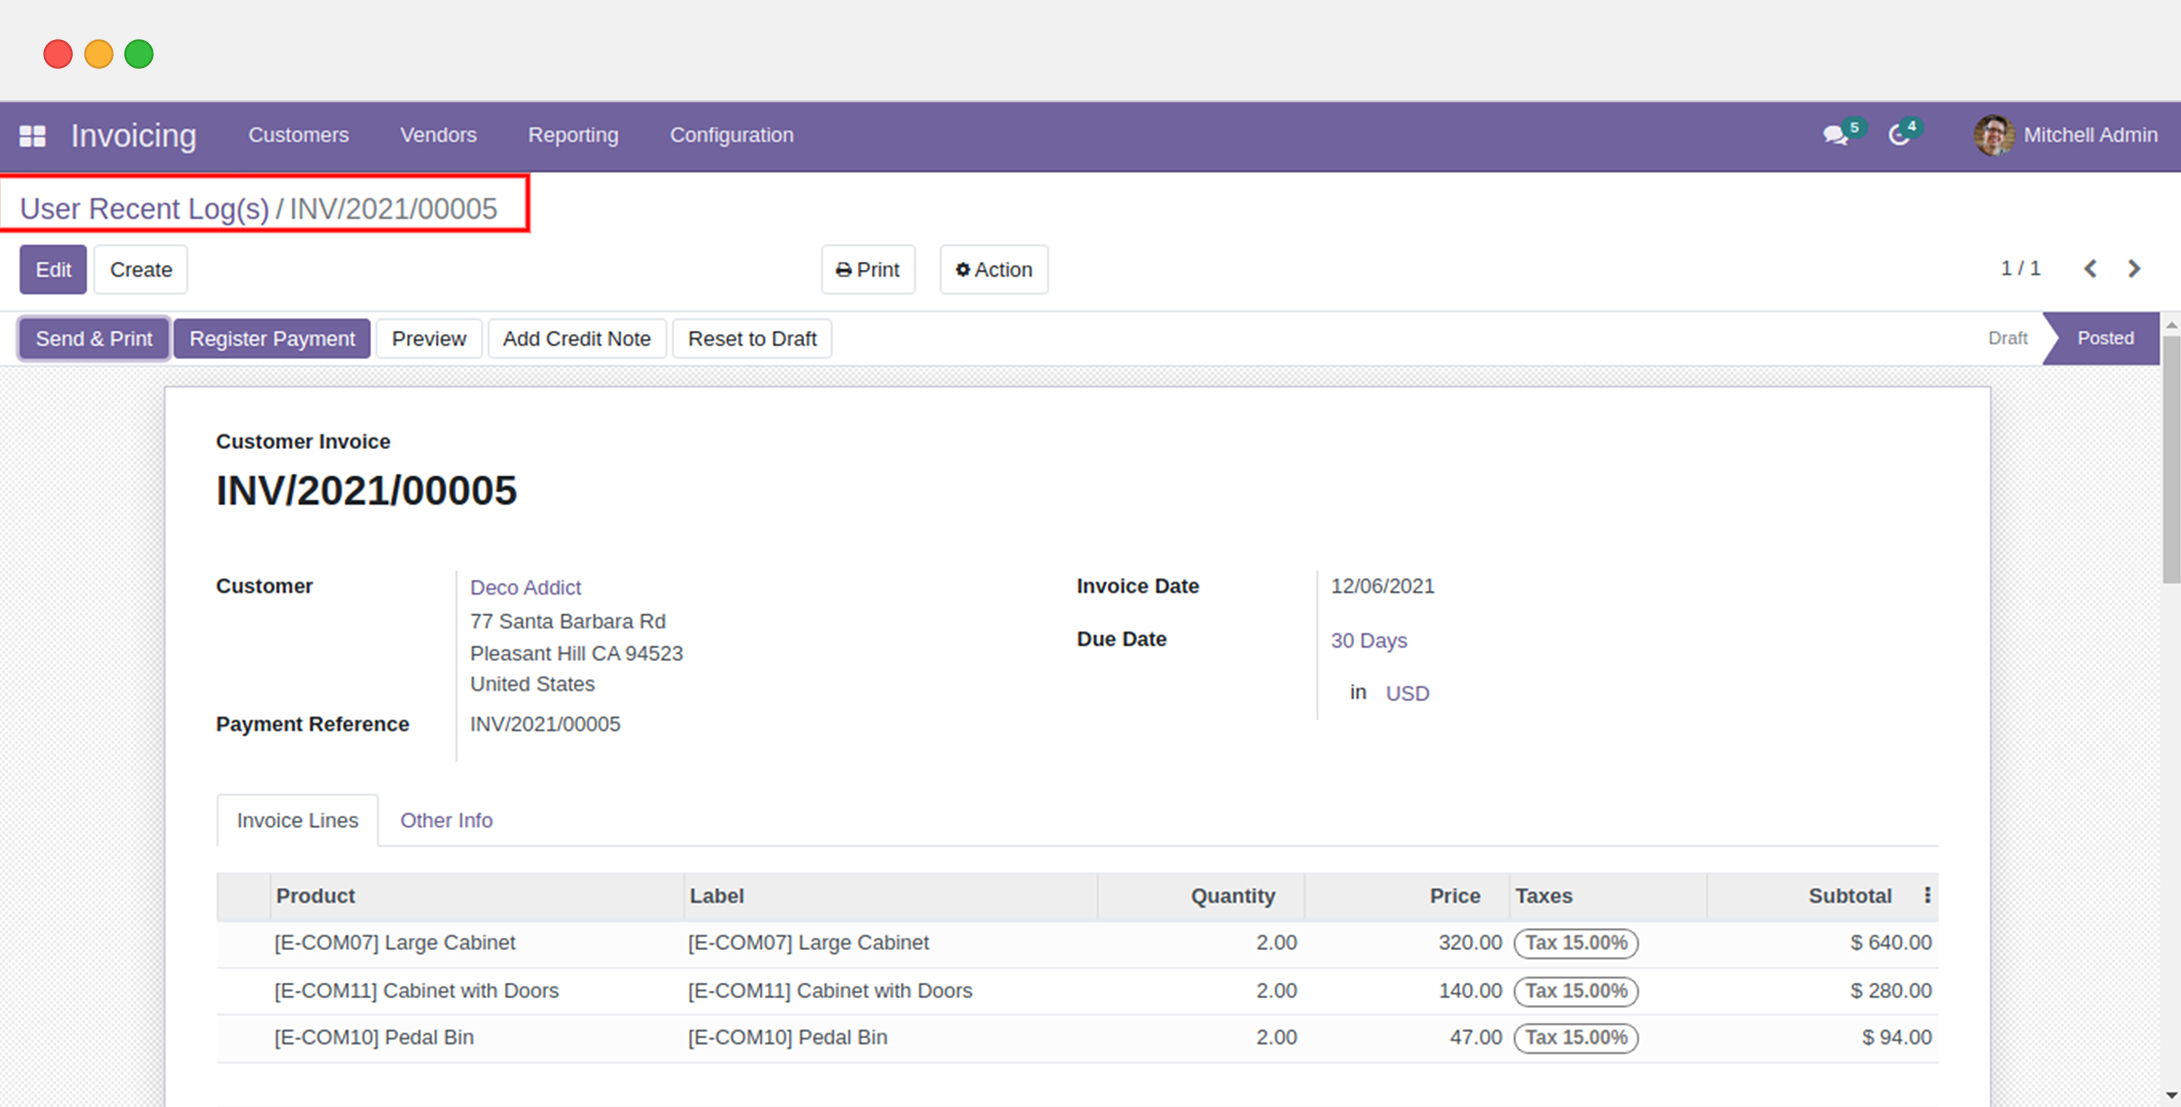 Invoicing Customers Vendors Reporting Configuration 5 4 Mitchell Admin
User Recent Log(s) / INV/2021/00005
Edit Create Print Action 1 / 1
Send & Print Register Payment Preview Add Credit Note Reset to Draft Draft Posted
Customer Invoice
INV/2021/00005
Customer Deco Addict Invoice Date 12/06/2021
77 Santa Barbara Rd
Due Date 30 Days
Pleasant Hill CA 94523
United States
in USD
Payment Reference INV/2021/00005
Invoice Lines Other Info
Product Label Quantity Price Taxes Subtotal
[E-COM07] Large Cabinet [E-COM07] Large Cabinet 2.00 320.00 Tax 15.00% $ 640.00
[E-COM11] Cabinet with Doors [E-COM11] Cabinet with Doors 2.00 140.00 Tax 15.00% $ 280.00
[E-COM10] Pedal Bin [E-COM10] Pedal Bin 2.00 47.00 Tax 15.00% $ 94.00